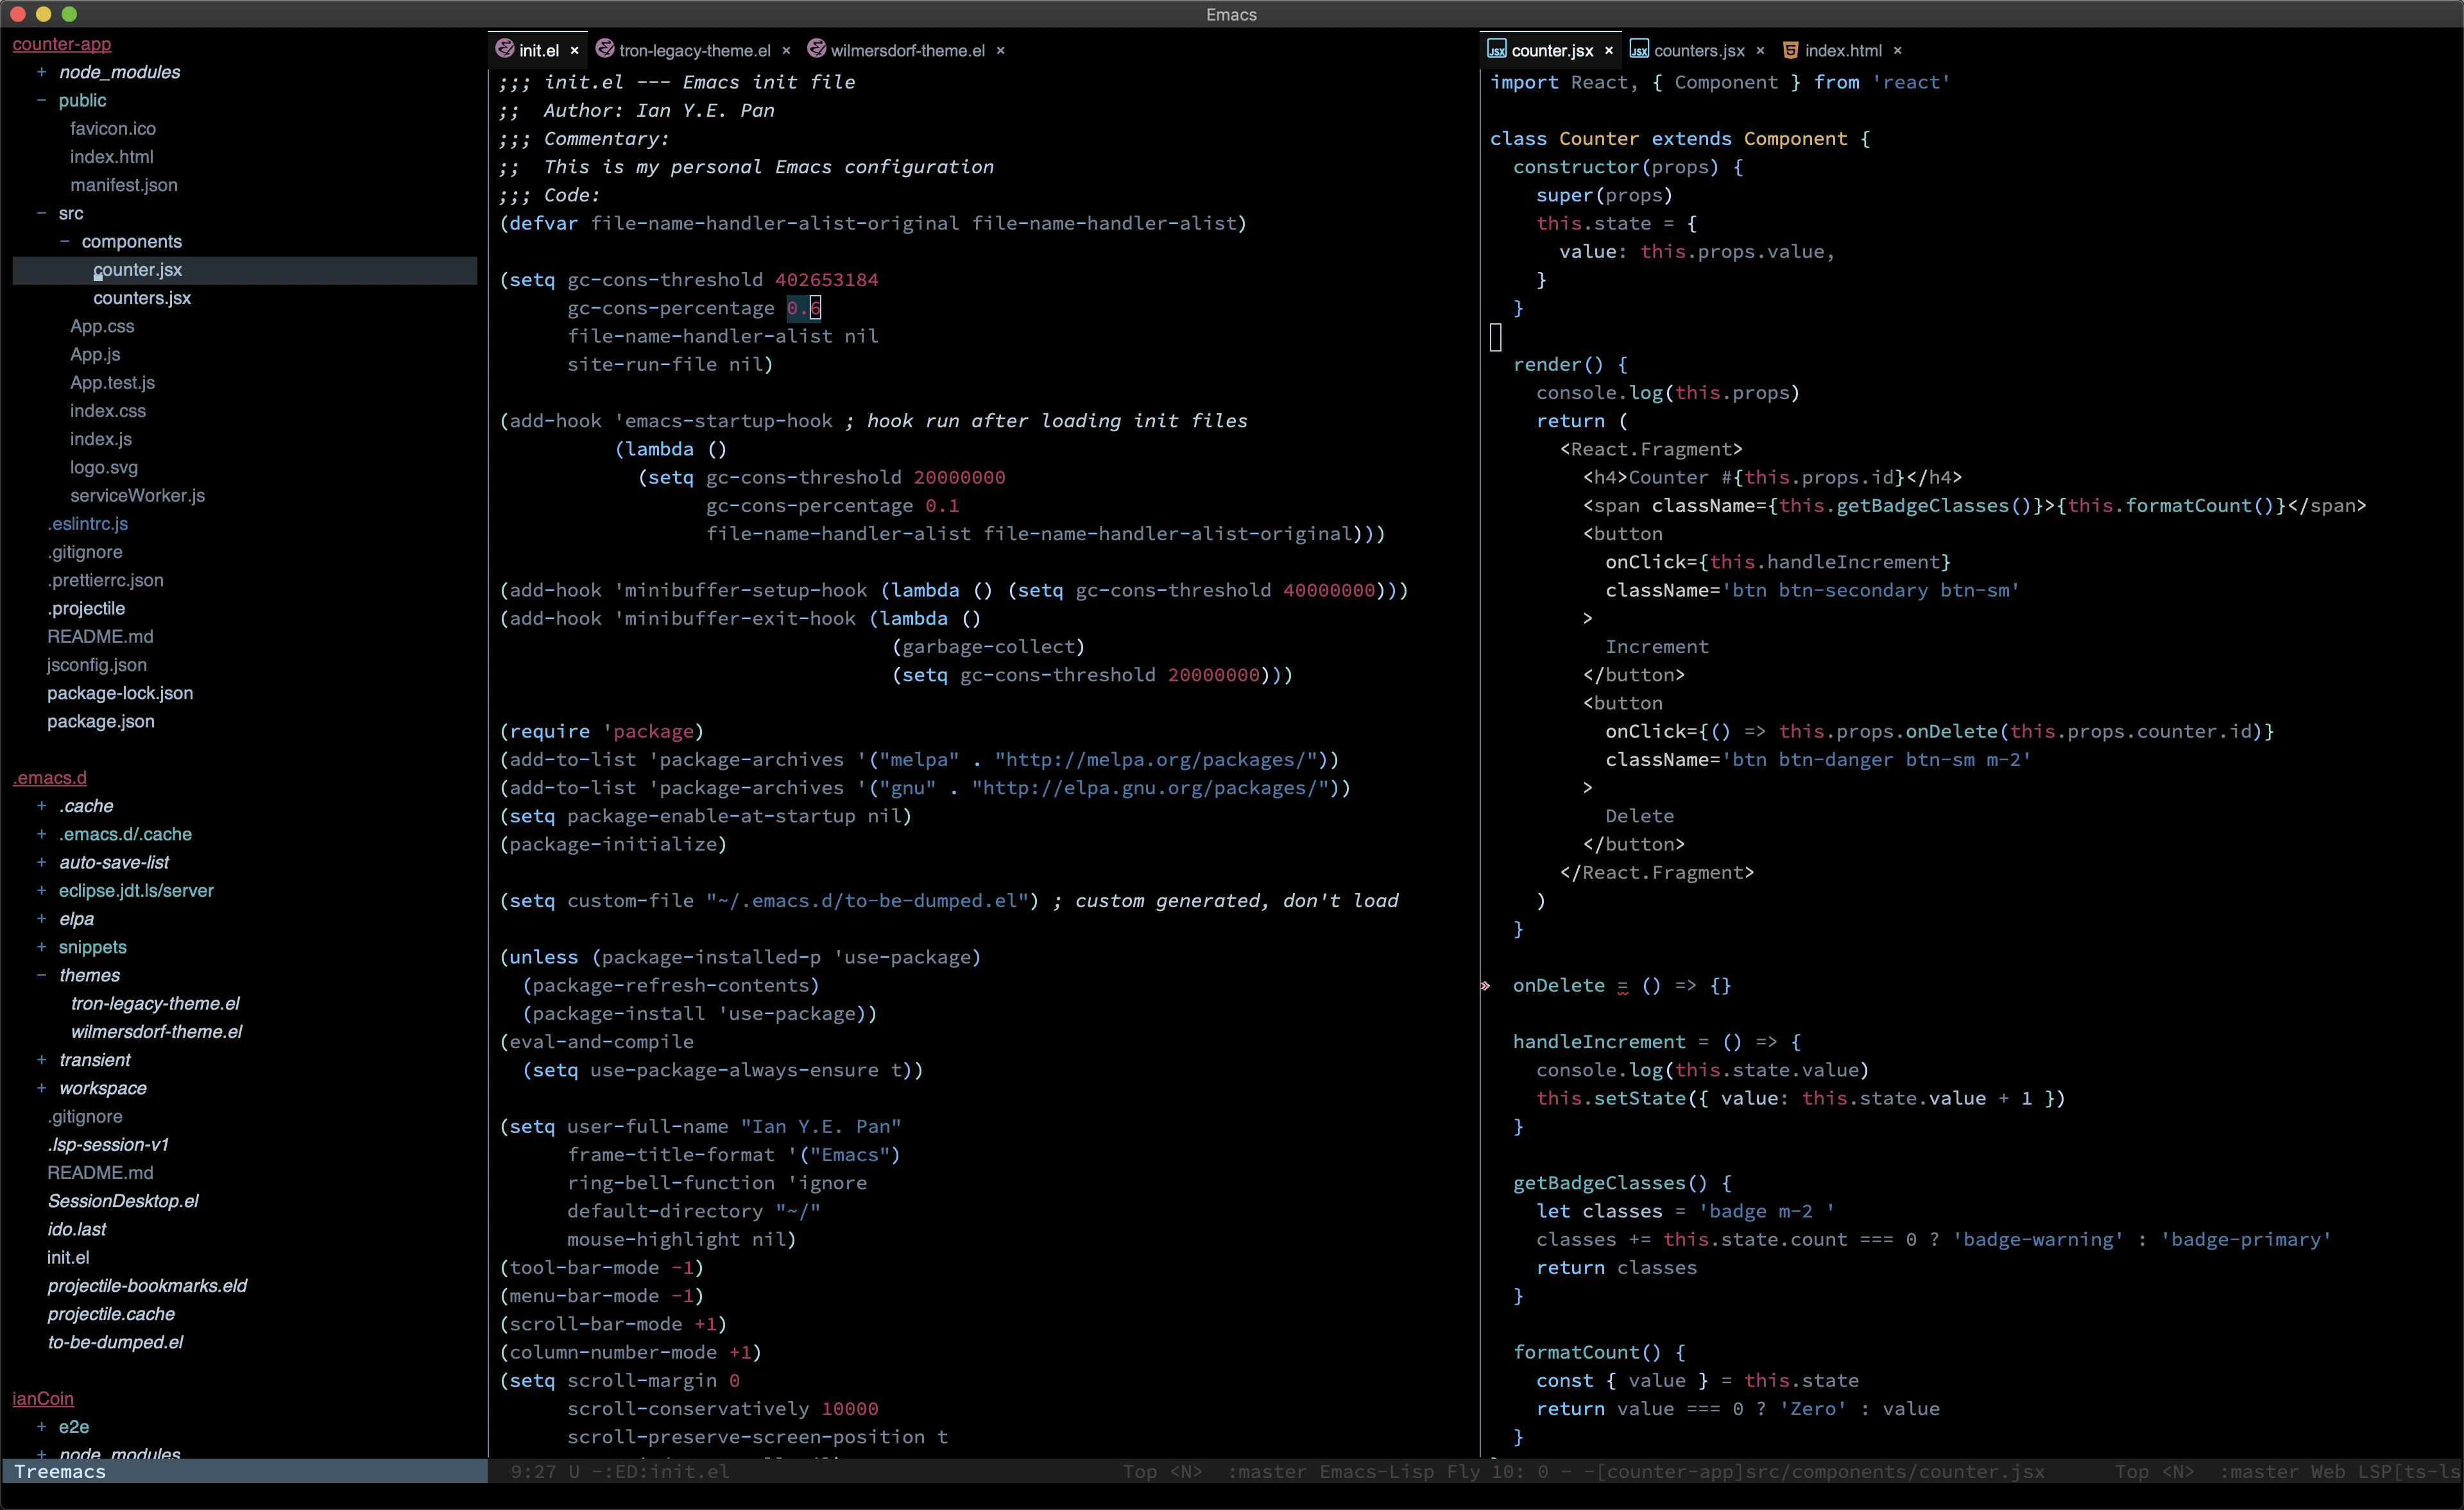 Emacs
counter-app
+ node_modules
− public
favicon.ico
index.html
manifest.json
− src
− components
counter.jsx
counters.jsx
App.css
App.js
App.test.js
index.css
index.js
logo.svg
serviceWorker.js
.eslintrc.js
.gitignore
.prettierrc.json
.projectile
README.md
jsconfig.json
package-lock.json
package.json
.emacs.d
+ .cache
+ .emacs.d/.cache
+ auto-save-list
+ eclipse.jdt.ls/server
+ elpa
+ snippets
− themes
tron-legacy-theme.el
wilmersdorf-theme.el
+ transient
+ workspace
.gitignore
.lsp-session-v1
README.md
SessionDesktop.el
ido.last
init.el
projectile-bookmarks.eld
projectile.cache
to-be-dumped.el
ianCoin
+ e2e
+ node_modules
Treemacs
init.el × tron-legacy-theme.el × wilmersdorf-theme.el ×
;;; init.el --- Emacs init file
;;  Author: Ian Y.E. Pan
;;; Commentary:
;;  This is my personal Emacs configuration
;;; Code:
(defvar file-name-handler-alist-original file-name-handler-alist)
(setq gc-cons-threshold 402653184
      gc-cons-percentage 0.6
      file-name-handler-alist nil
      site-run-file nil)
(add-hook 'emacs-startup-hook ; hook run after loading init files
          (lambda ()
            (setq gc-cons-threshold 20000000
                  gc-cons-percentage 0.1
                  file-name-handler-alist file-name-handler-alist-original)))
(add-hook 'minibuffer-setup-hook (lambda () (setq gc-cons-threshold 40000000)))
(add-hook 'minibuffer-exit-hook (lambda ()
                                  (garbage-collect)
                                  (setq gc-cons-threshold 20000000)))
(require 'package)
(add-to-list 'package-archives '("melpa" . "http://melpa.org/packages/"))
(add-to-list 'package-archives '("gnu" . "http://elpa.gnu.org/packages/"))
(setq package-enable-at-startup nil)
(package-initialize)
(setq custom-file "~/.emacs.d/to-be-dumped.el") ; custom generated, don't load
(unless (package-installed-p 'use-package)
  (package-refresh-contents)
  (package-install 'use-package))
(eval-and-compile
  (setq use-package-always-ensure t))
(setq user-full-name "Ian Y.E. Pan"
      frame-title-format '("Emacs")
      ring-bell-function 'ignore
      default-directory "~/"
      mouse-highlight nil)
(tool-bar-mode -1)
(menu-bar-mode -1)
(scroll-bar-mode +1)
(column-number-mode +1)
(setq scroll-margin 0
      scroll-conservatively 10000
      scroll-preserve-screen-position t
9:27 U -:ED:init.el Top <N> :master Emacs-Lisp Fly
JSX counter.jsx × JSX counters.jsx × 5 index.html ×
import React, { Component } from 'react'
class Counter extends Component {
  constructor(props) {
    super(props)
    this.state = {
      value: this.props.value,
    }
  }
  render() {
    console.log(this.props)
    return (
      <React.Fragment>
        <h4>Counter #{this.props.id}</h4>
        <span className={this.getBadgeClasses()}>{this.formatCount()}</span>
        <button
          onClick={this.handleIncrement}
          className='btn btn-secondary btn-sm'
        >
          Increment
        </button>
        <button
          onClick={() => this.props.onDelete(this.props.counter.id)}
          className='btn btn-danger btn-sm m-2'
        >
          Delete
        </button>
      </React.Fragment>
    )
  }
» onDelete = () => {}
  handleIncrement = () => {
    console.log(this.state.value)
    this.setState({ value: this.state.value + 1 })
  }
  getBadgeClasses() {
    let classes = 'badge m-2 '
    classes += this.state.count === 0 ? 'badge-warning' : 'badge-primary'
    return classes
  }
  formatCount() {
    const { value } = this.state
    return value === 0 ? 'Zero' : value
  }
10: 0 - -[counter-app]src/components/counter.jsx Top <N> :master Web LSP[ts-ls